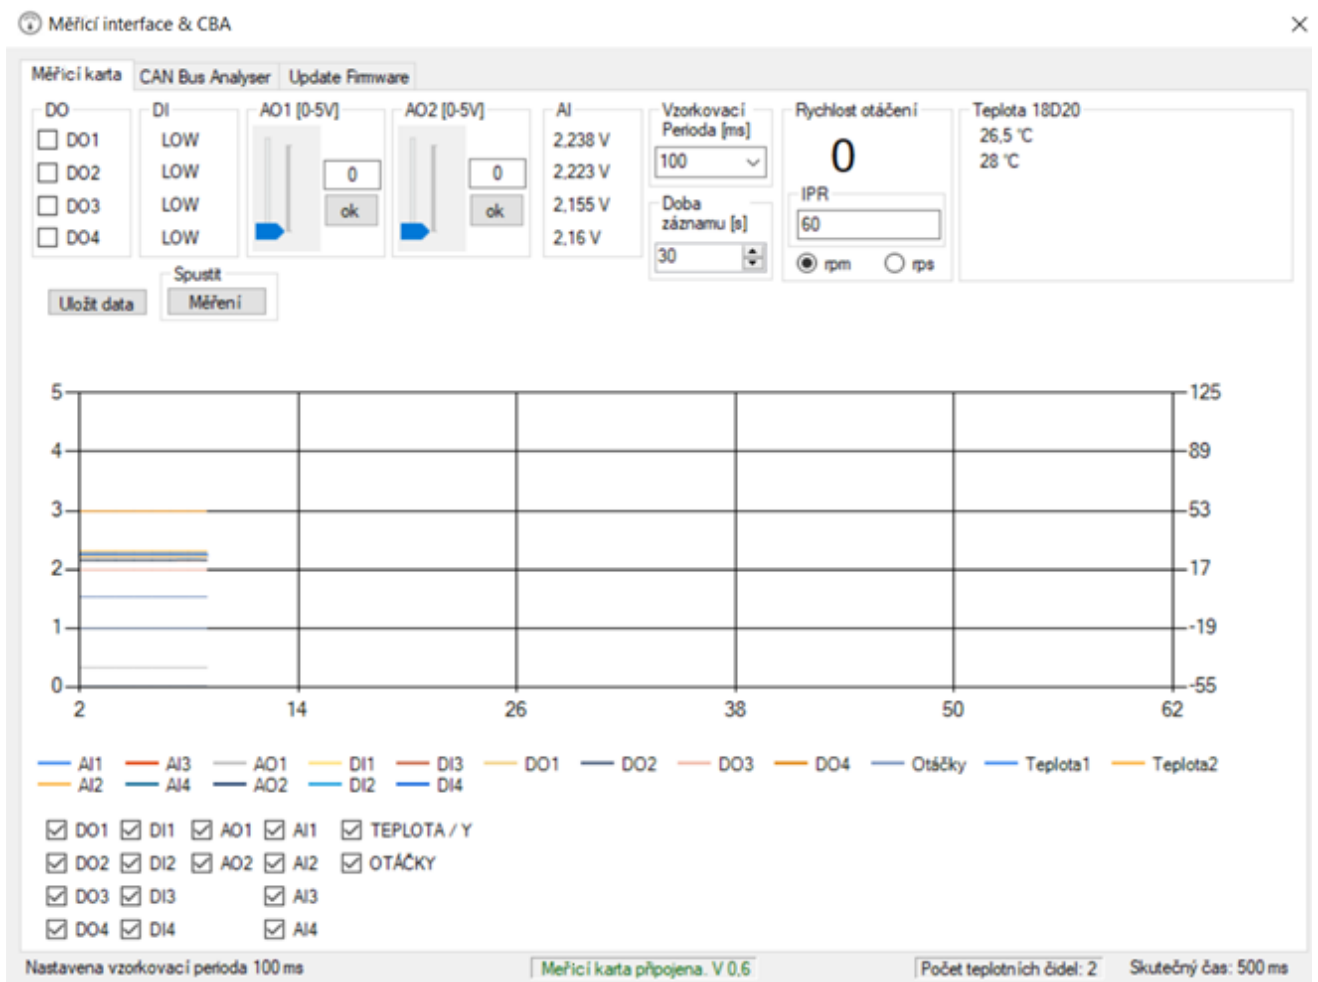 Měřicí interface & CBA
Měřicí karta CAN Bus Analyser Update Firmware
DO DI AO1 [0-5V] AO2 [0-5V] AI Vzorkovací Perioda [ms] Rychlost otáčení Teplota 18D20
DO1 LOW 2,238 V 26,5 °C
DO2 LOW 0 0 2,223 V 100 0 28 °C
DO3 LOW ok ok 2,155 V Doba záznamu [s] IPR
DO4 LOW 2,16 V 30 60
rpm rps
Spustit
Uložit data Měření
5 125
4 89
3 53
2 17
1 -19
0 -55
2 14 26 38 50 62
AI1 AI3 AO1 DI1 DI3 DO1 DO2 DO3 DO4 Otáčky Teplota1 Teplota2
AI2 AI4 AO2 DI2 DI4
DO1 DI1 AO1 AI1 TEPLOTA / Y
DO2 DI2 AO2 AI2 OTÁČKY
DO3 DI3 AI3
DO4 DI4 AI4
Nastavena vzorkovací perioda 100 ms Meřicí karta připojena. V 0,6 Počet teplotních čidel: 2 Skutečný čas: 500 ms